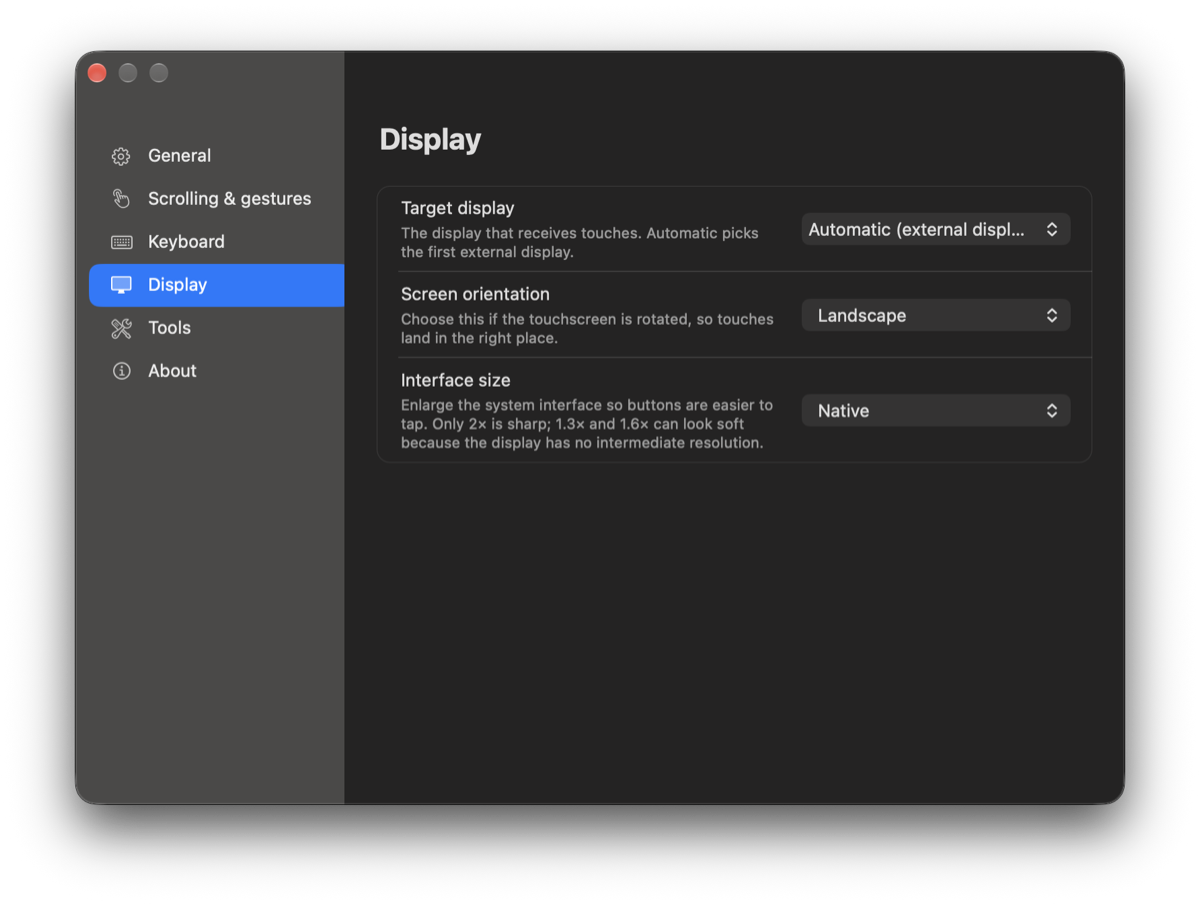 General
Scrolling & gestures
Keyboard
Display
Tools
About
Display
Target display
The display that receives touches. Automatic picks
the first external display.
Automatic (external displ...
Screen orientation
Choose this if the touchscreen is rotated, so touches
land in the right place.
Landscape
Interface size
Enlarge the system interface so buttons are easier to
tap. Only 2× is sharp; 1.3× and 1.6× can look soft
because the display has no intermediate resolution.
Native